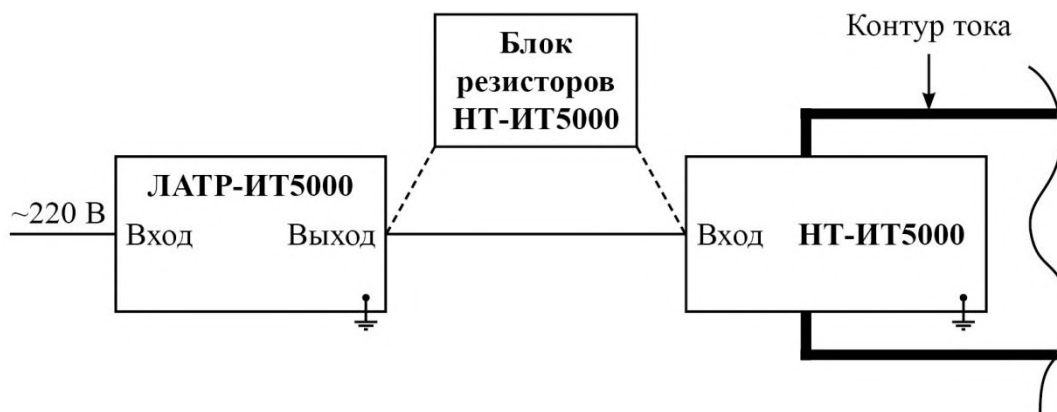 Контур тока
Блок
резисторов
НТ-ИТ5000
ЛАТР-ИТ5000
~220 В
Вход
Выход
Вход
НТ-ИТ5000